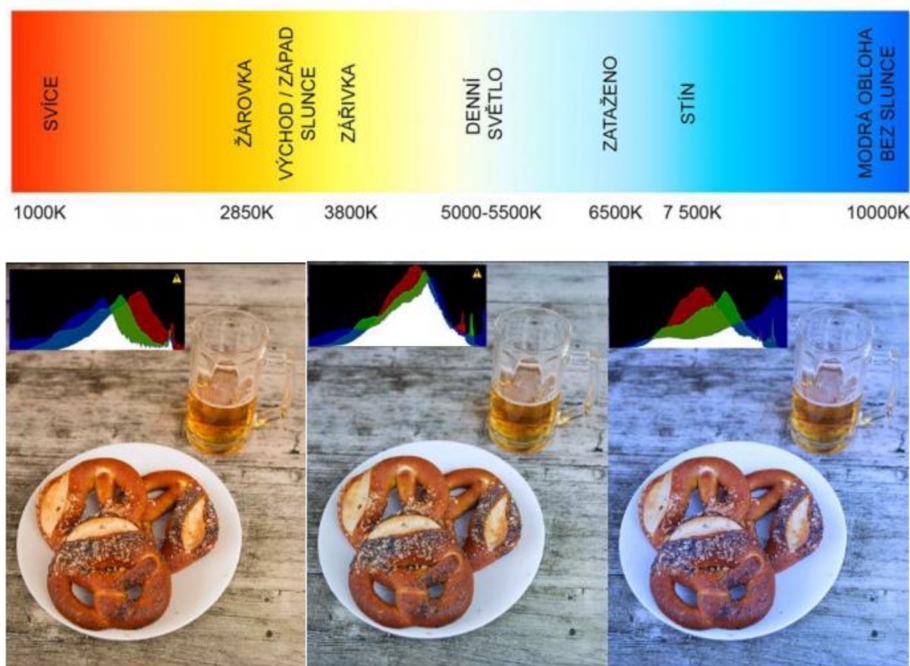 SVÍCE
ŽÁROVKA
VÝCHOD / ZÁPAD
SLUNCE
ZÁŘIVKA
DENNÍ
SVĚTLO
ZATAŽENO
STÍN
MODRÁ OBLOHA
BEZ SLUNCE
1000K
2850K
3800K
5000-5500K
6500K
7 500K
10000K